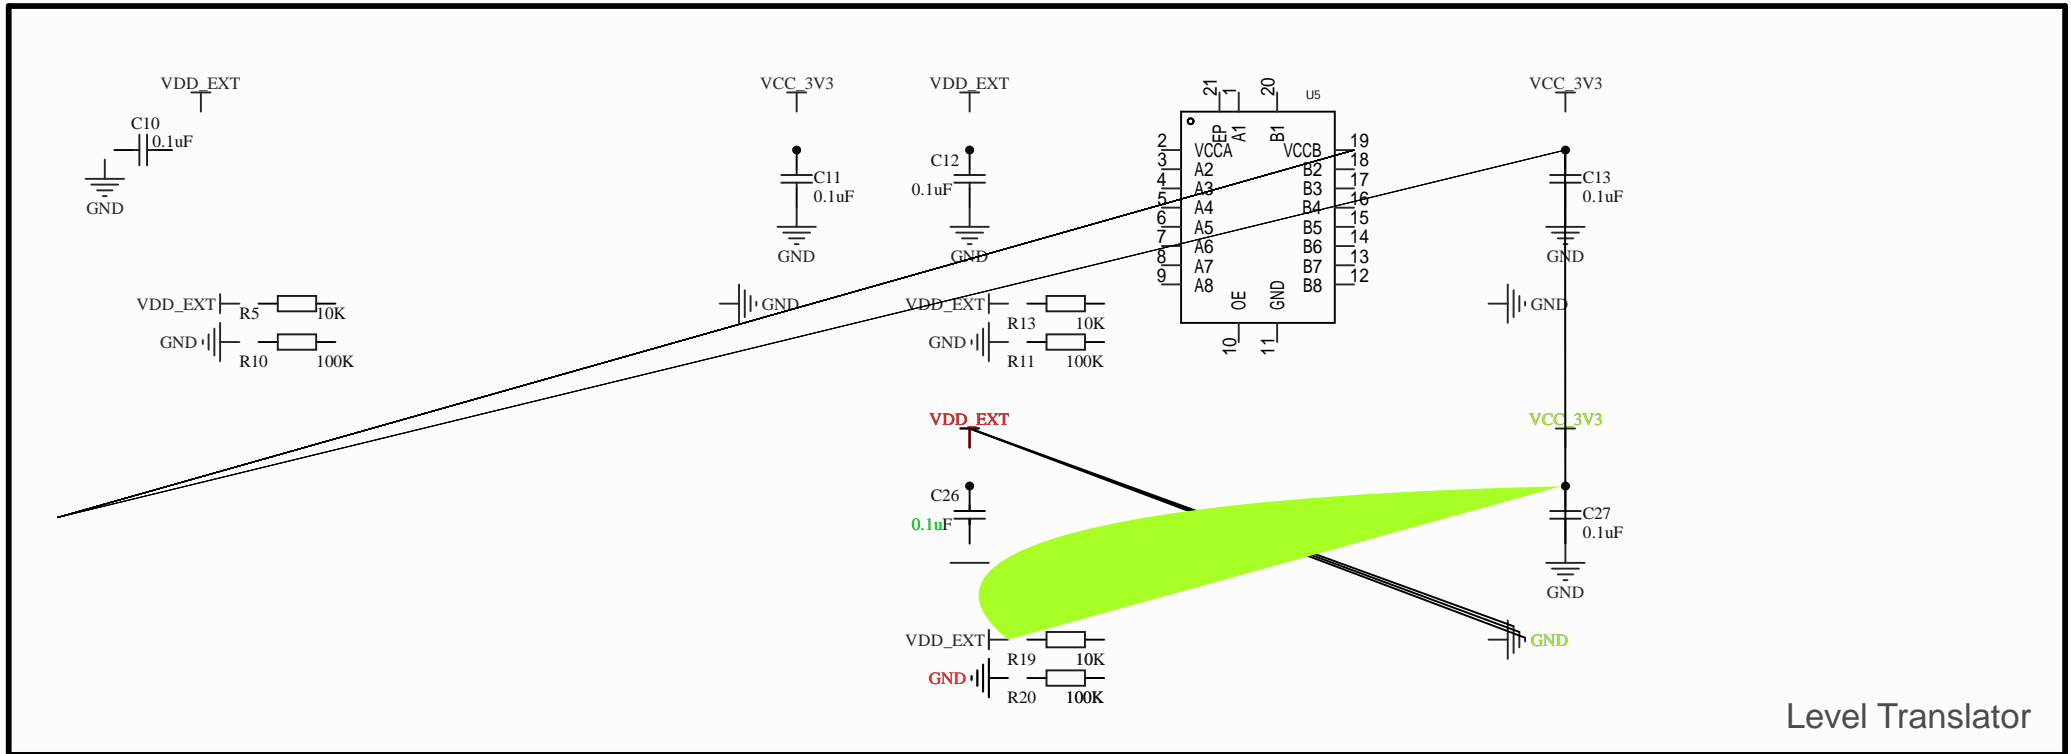 VDD_EXT
VCC_3V3
VDD_EXT
VCC_3V3
C10
0.1uF
GND
C11
0.1uF
GND
C12
0.1uF
GND
U5
21
1
20
EP
A1
B1
2
VCCA
VCCB
19
3
A2
B2
18
4
A3
B3
17
5
A4
B4
16
6
A5
B5
15
7
A6
B6
14
8
A7
B7
13
9
A8
B8
12
OE
GND
10
11
C13
0.1uF
GND
VDD_EXT
R5
10K
GND
R10
100K
GND
VDD_EXT
R13
10K
GND
R11
100K
GND
VDD_EXT
VCC_3V3
C26
0.1uF
C27
0.1uF
GND
VDD_EXT
R19
10K
GND
GND
R20
100K
Level Translator